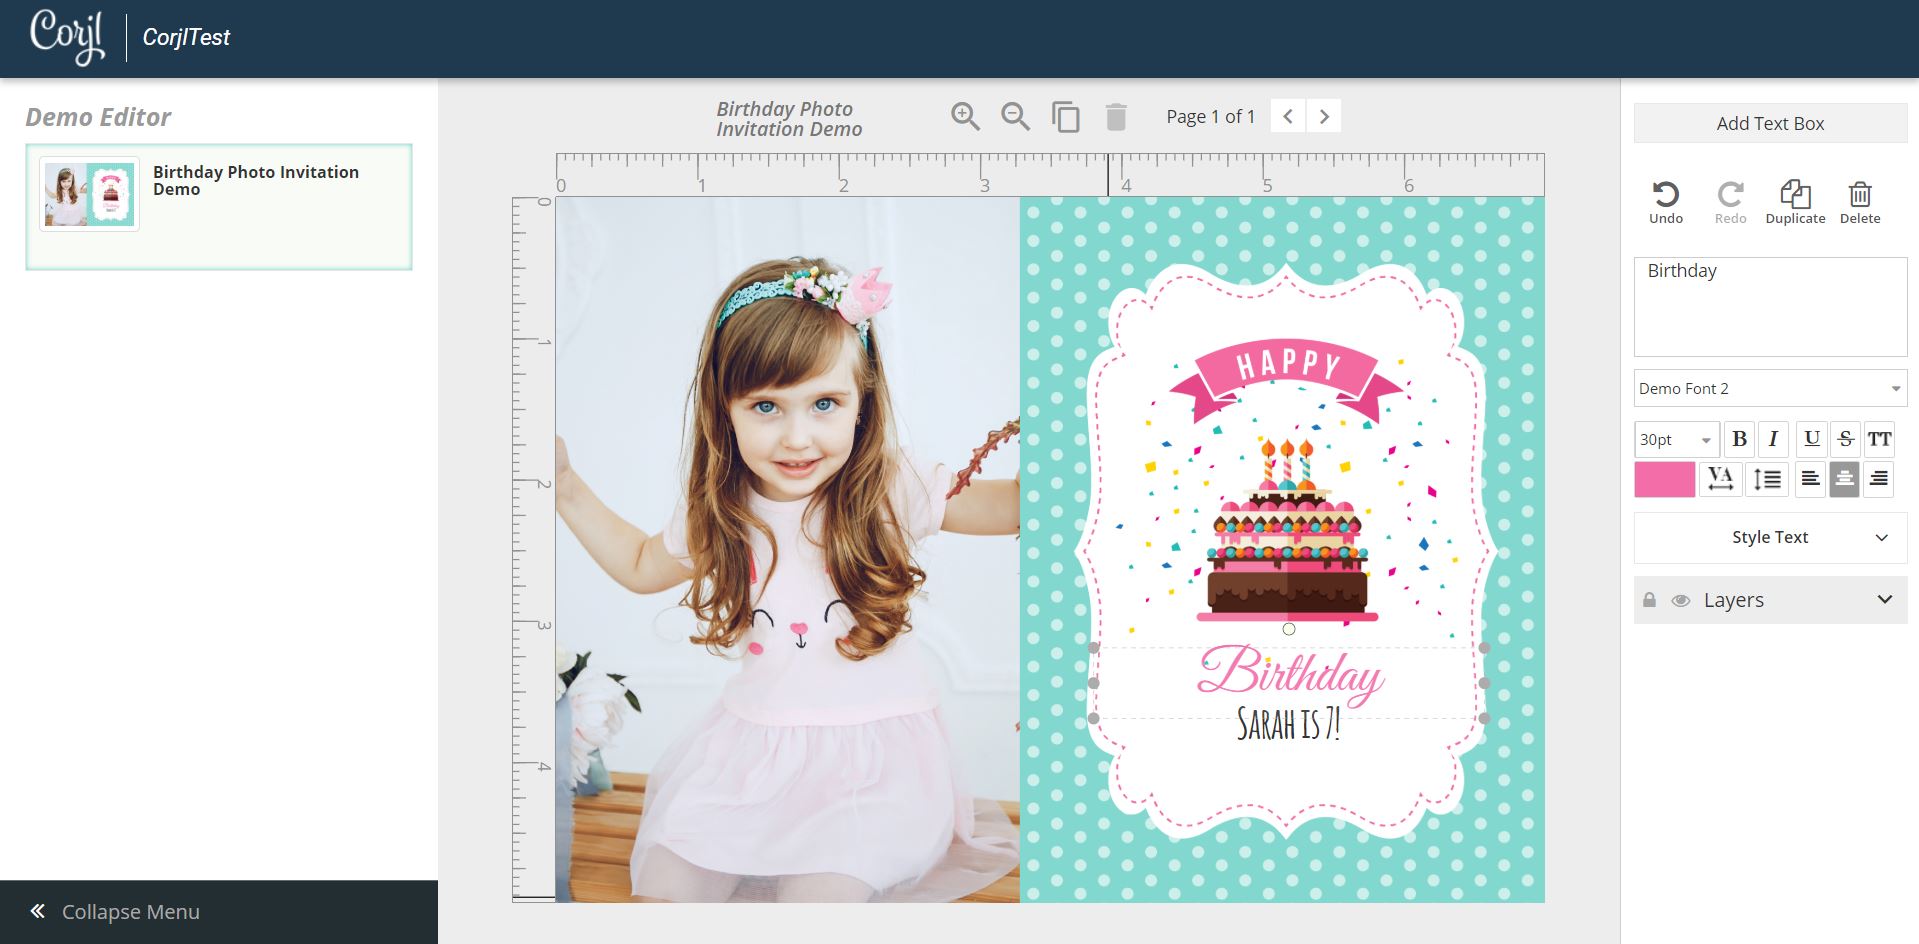 Corjl
CorjlTest
Demo Editor
Birthday Photo Invitation
Demo
Collapse Menu
Birthday Photo
Invitation Demo
Page 1 of 1
0 1 2 3 4 5 6
0
1
2
3
4
HAPPY
Birthday
SARAH IS 7!
Add Text Box
Undo Redo Duplicate Delete
Birthday
Demo Font 2
30pt B I U S TT
VA
Style Text
Layers